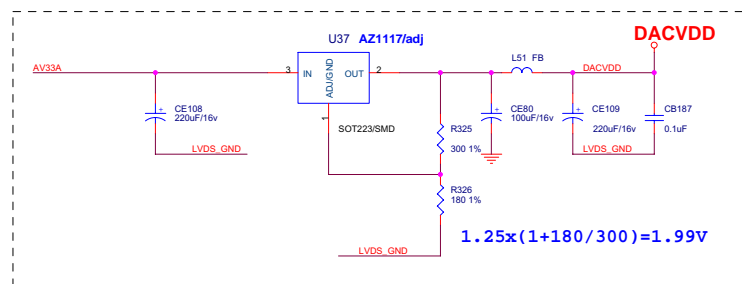 DACVDD
U37 AZ1117/adj
L51 FB
AV33A
3 IN OUT 2
DACVDD
ADJ/GND
CE108
220uF/16v
1
SOT223/SMD
R325
300 1%
CE80
100uF/16v
CE109
220uF/16v
CB187
0.1uF
LVDS_GND
LVDS_GND
R326
180 1%
1.25x(1+180/300)=1.99V
LVDS_GND